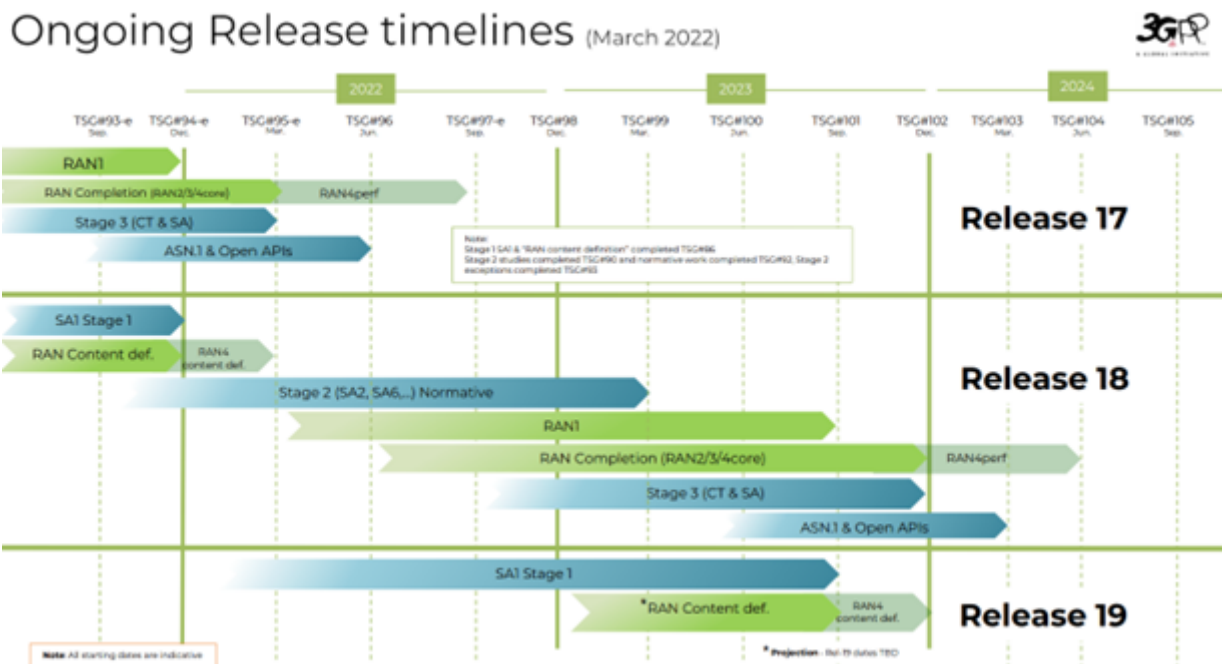 Ongoing Release timelines (March 2022)
3GPP
A GLOBAL INITIATIVE
2022
2023
2024
TSG#93-e
Sep.
TSG#94-e
Dec.
TSG#95-e
Mar.
TSG#96
Jun.
TSG#97-e
Sep.
TSG#98
Dec.
TSG#99
Mar.
TSG#100
Jun.
TSG#101
Sep.
TSG#102
Dec.
TSG#103
Mar.
TSG#104
Jun.
TSG#105
Sep.
RAN1
RAN Completion (RAN2/3/4core)
RAN4perf
Stage 3 (CT & SA)
ASN.1 & Open APIs
Release 17
Note:
Stage 1 SA1 & "RAN content definition" completed TSG#86
Stage 2 studies completed TSG#90 and normative work completed TSG#92, Stage 2
exceptions completed TSG#93
SA1 Stage 1
RAN Content def.
RAN4
content def.
Stage 2 (SA2, SA6,...) Normative
RAN1
RAN Completion (RAN2/3/4core)
RAN4perf
Stage 3 (CT & SA)
ASN.1 & Open APIs
Release 18
SA1 Stage 1
*RAN Content def.
RAN4
content def.
Release 19
Note: All starting dates are indicative
* Projection - Rel-19 dates TBD